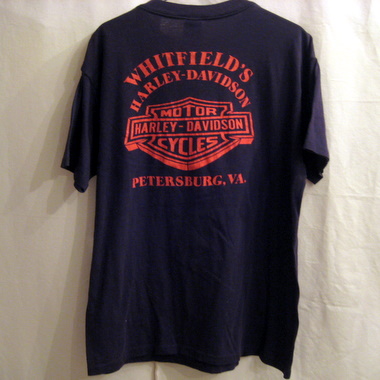 WHITFIELD'S
HARLEY-DAVIDSON
MOTOR
HARLEY-DAVIDSON
CYCLES
PETERSBURG, VA.